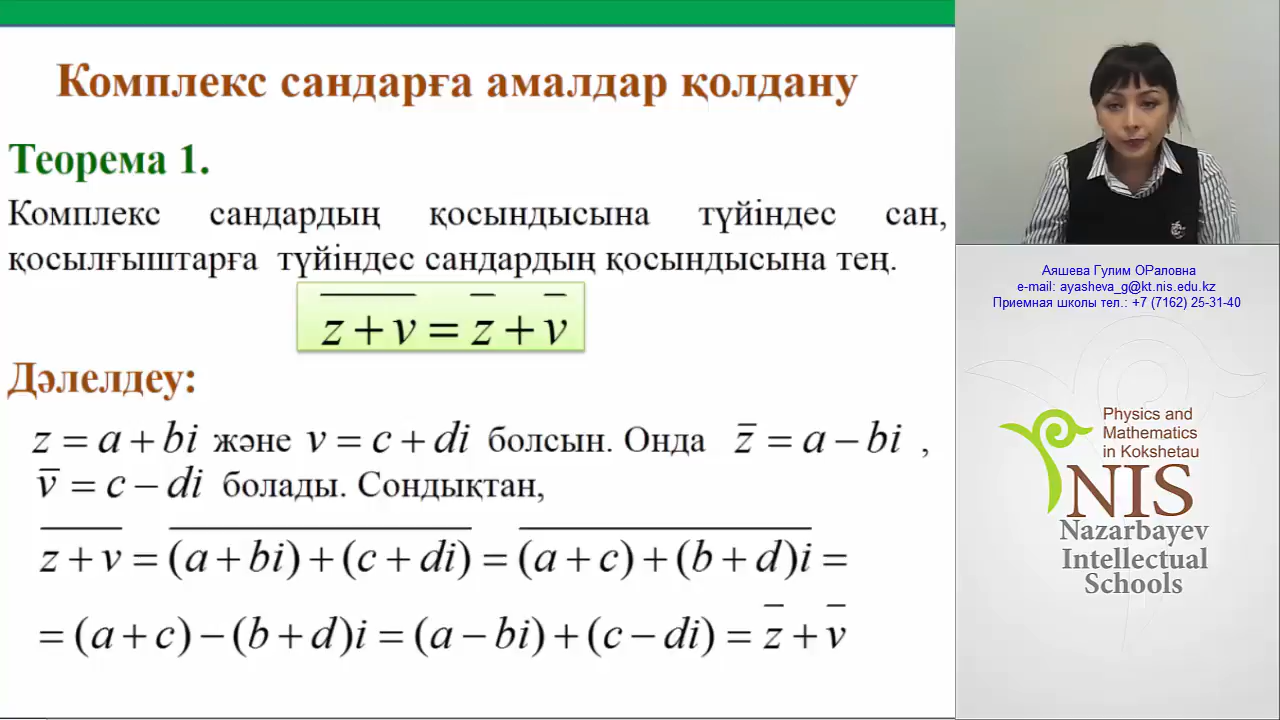 Комплекс сандарға амалдар қолдану
Теорема 1.
Комплекс сандардың қосындысына түйіндес сан,
қосылғыштарға түйіндес сандардың қосындысына тең.
z̅ ̅+̅ ̅v̅ = z̅ + v̅
Дәлелдеу:
z = a + bi және v = c + di болсын. Онда z̅ = a − bi ,
v̅ = c − di болады. Сондықтан,
z̅ ̅+̅ ̅v̅ = (̅a̅ ̅+̅ ̅b̅i̅)̅ ̅+̅ ̅(̅c̅ ̅+̅ ̅d̅i̅)̅ = (̅a̅ ̅+̅ ̅c̅)̅ ̅+̅ ̅(̅b̅ ̅+̅ ̅d̅)̅i̅ =
= (a + c) − (b + d)i = (a − bi) + (c − di) = z̅ + v̅
Аяшева Гулим ОРаловна
e-mail: ayasheva_g@kt.nis.edu.kz
Приемная школы тел.: +7 (7162) 25-31-40
Physics and
Mathematics
in Kokshetau
NIS
Nazarbayev
Intellectual
Schools